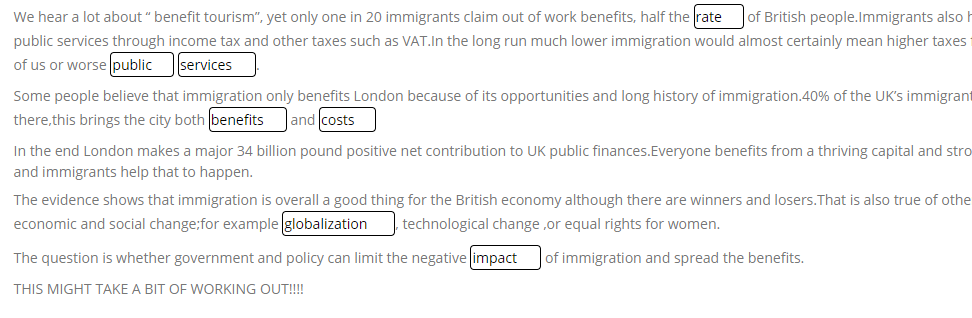 We hear a lot about “ benefit tourism”, yet only one in 20 immigrants claim out of work benefits, half the rate of British people.Immigrants also
public services through income tax and other taxes such as VAT.In the long run much lower immigration would almost certainly mean higher taxes
of us or worse public services.
Some people believe that immigration only benefits London because of its opportunities and long history of immigration.40% of the UK’s immigrant
there,this brings the city both benefits and costs
In the end London makes a major 34 billion pound positive net contribution to UK public finances.Everyone benefits from a thriving capital and stro
and immigrants help that to happen.
The evidence shows that immigration is overall a good thing for the British economy although there are winners and losers.That is also true of othe
economic and social change;for example globalization, technological change ,or equal rights for women.
The question is whether government and policy can limit the negative impact of immigration and spread the benefits.
THIS MIGHT TAKE A BIT OF WORKING OUT!!!!